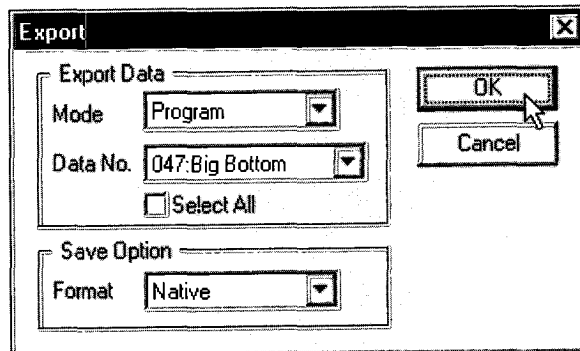 Export
Export Data
Mode Program
Data No. 047:Big Bottom
Select All
OK
Cancel
Save Option
Format Native